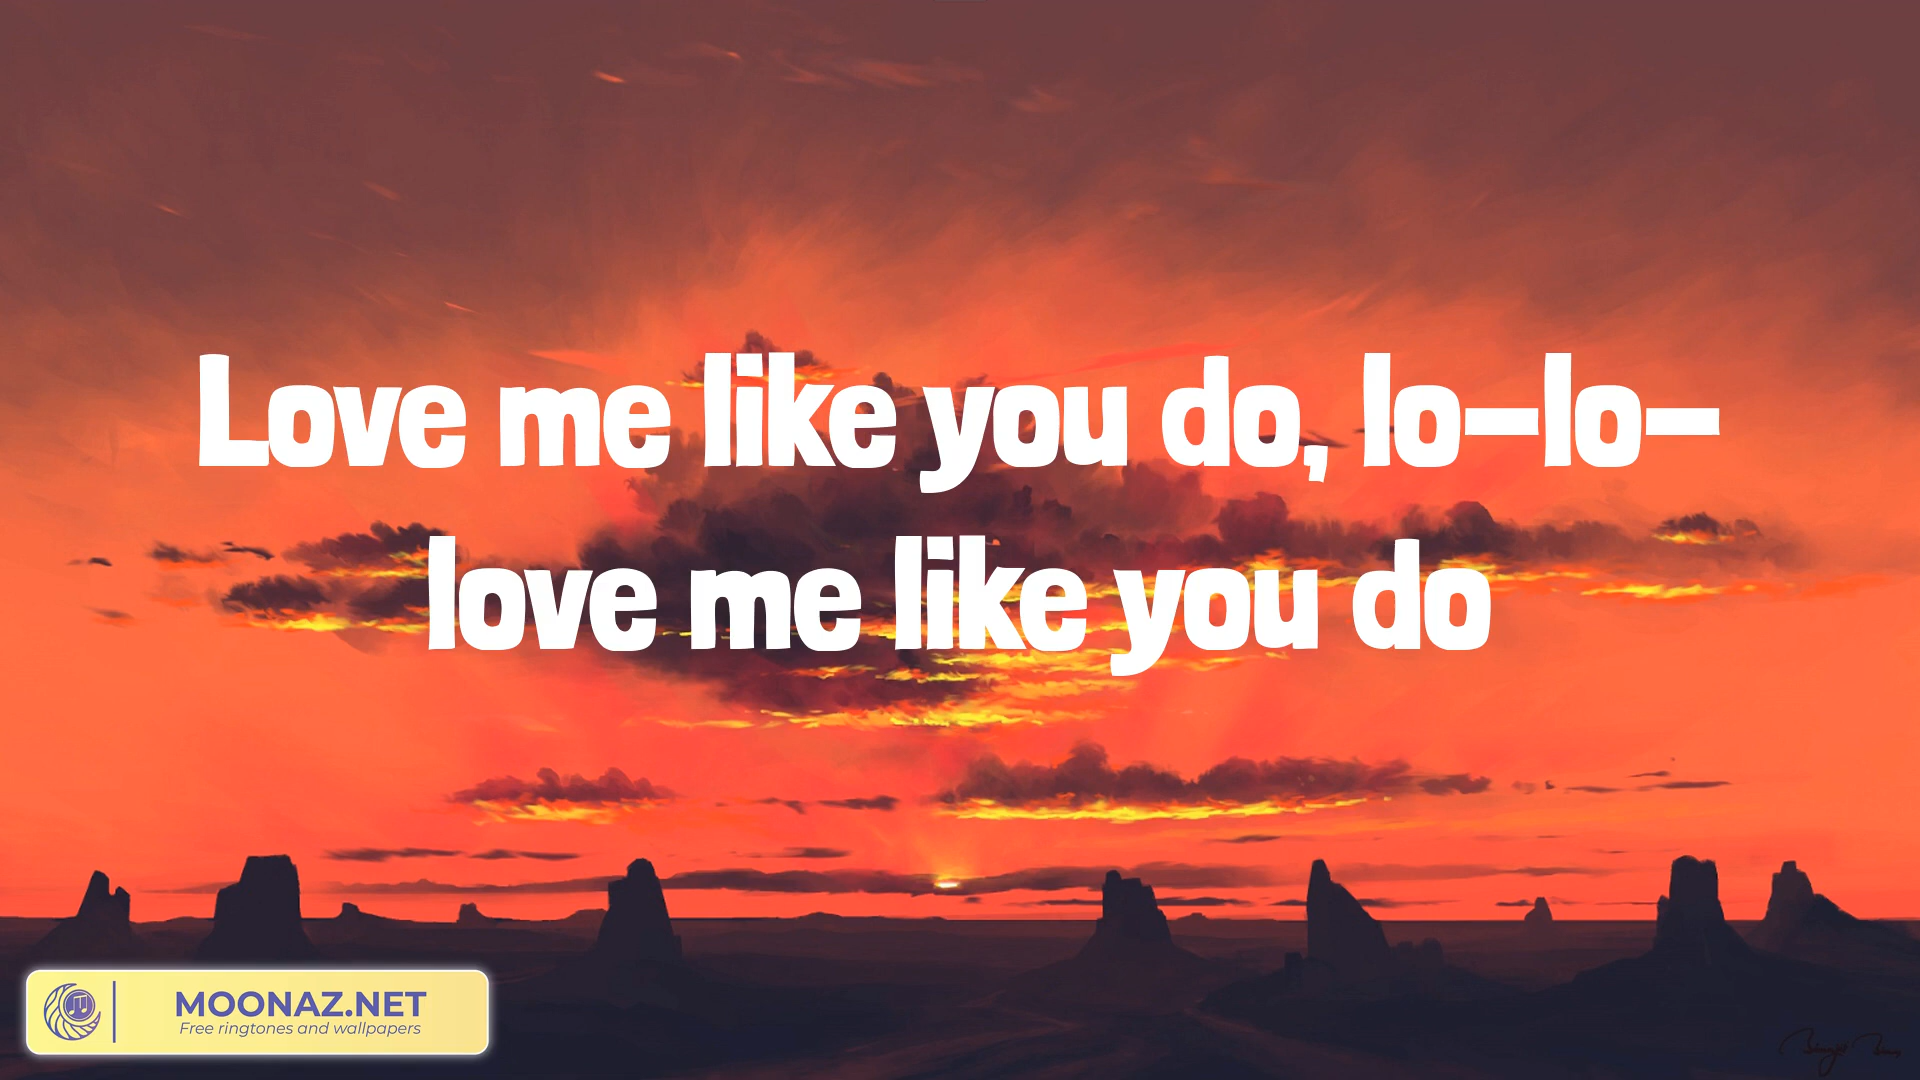 Love me like you do, lo-lo-
love me like you do
MOONAZ.NET
Free ringtones and wallpapers